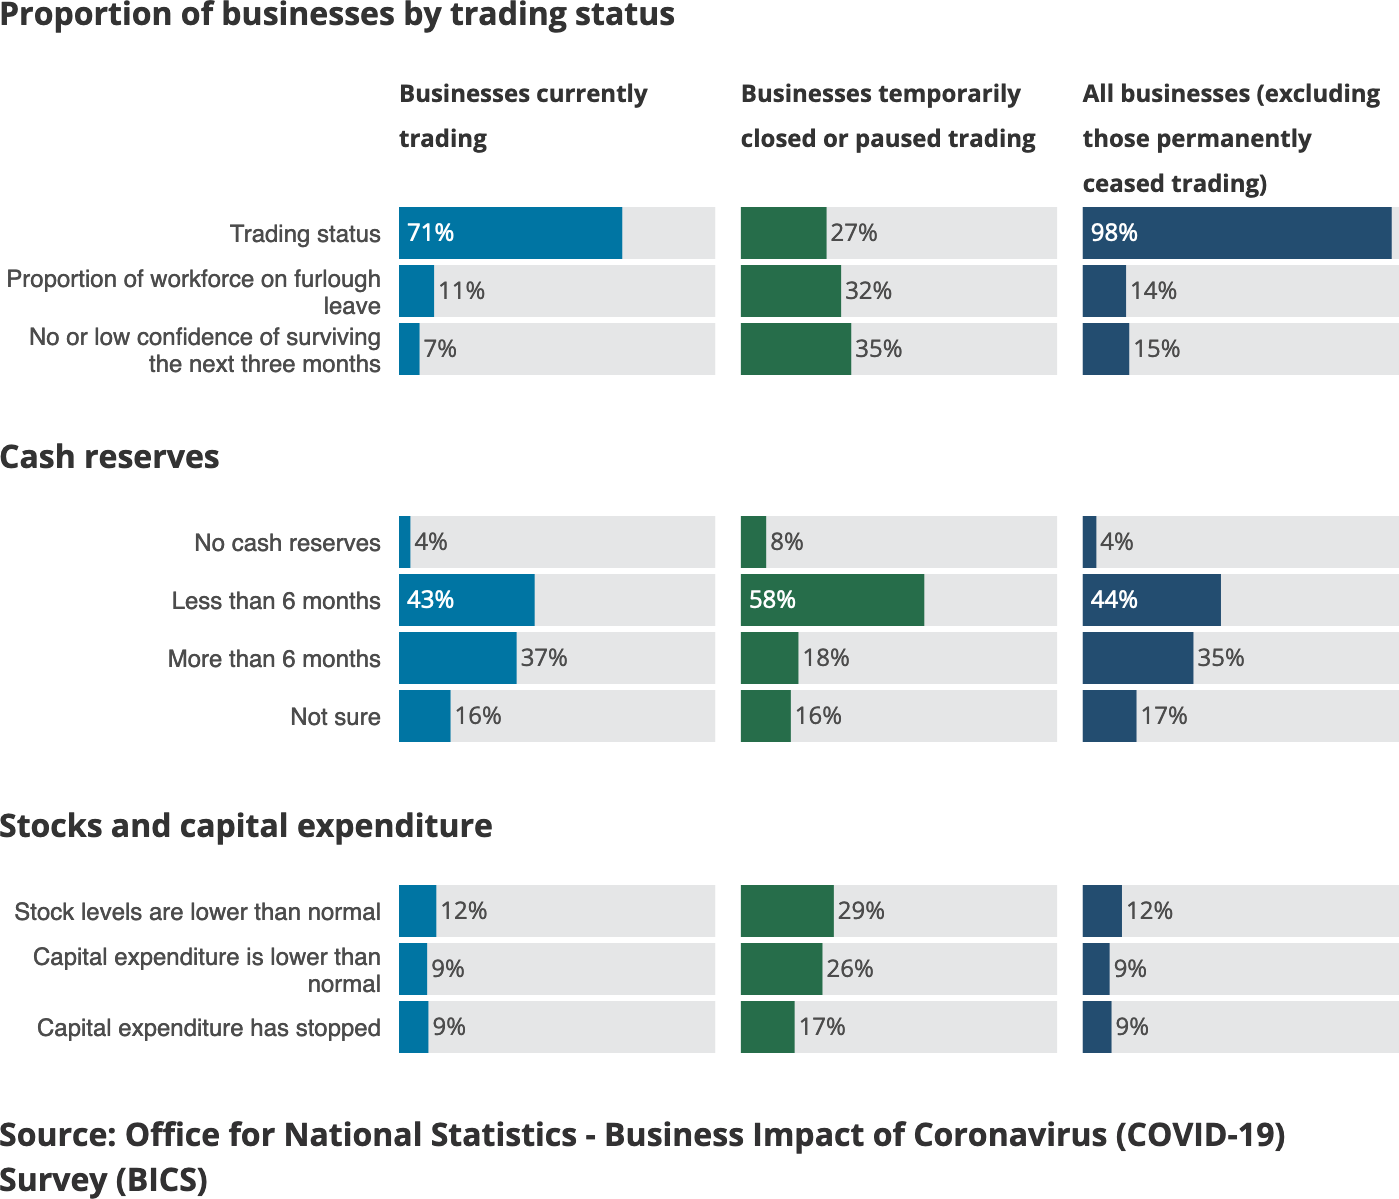 Proportion of businesses by trading status
Businesses currently
trading
Businesses temporarily
closed or paused trading
All businesses (excluding
those permanently
ceased trading)
Trading status
71%
27%
98%
Proportion of workforce on furlough
leave
11%
32%
14%
No or low confidence of surviving
the next three months
7%
35%
15%
Cash reserves
No cash reserves
4%
8%
4%
Less than 6 months
43%
58%
44%
More than 6 months
37%
18%
35%
Not sure
16%
16%
17%
Stocks and capital expenditure
Stock levels are lower than normal
12%
29%
12%
Capital expenditure is lower than
normal
9%
26%
9%
Capital expenditure has stopped
9%
17%
9%
Source: Office for National Statistics - Business Impact of Coronavirus (COVID-19)
Survey (BICS)